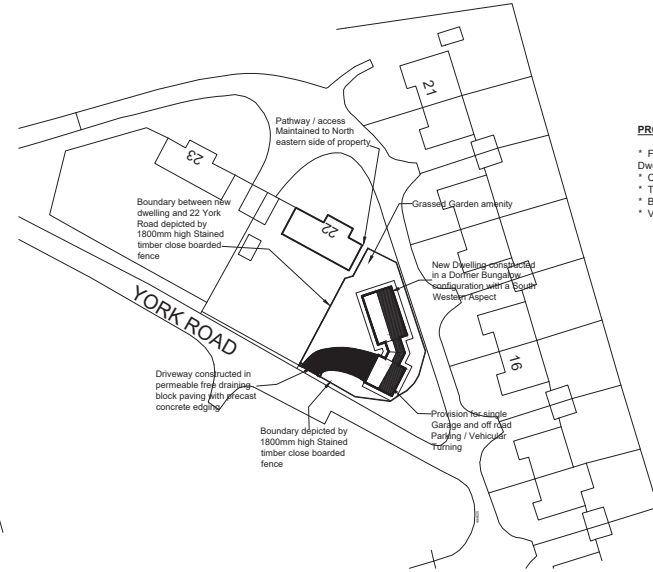 21
Pathway / access
Maintained to North
eastern side of property
23
Boundary between new
dwelling and 22 York
Road depicted by
1800mm high Stained
timber close boarded
fence
Grassed Garden amenity
22
New Dwelling constructed
in a Dormer Bungalow
configuration with a South
Western Aspect
YORK ROAD
16
Driveway constructed in
permeable free draining
block paving with precast
concrete edging
Boundary depicted by
1800mm high Stained
timber close boarded
fence
Provision for single
Garage and off road
Parking / Vehicular
Turning
PRO
* F
Dwe
* C
* T
* B
* V